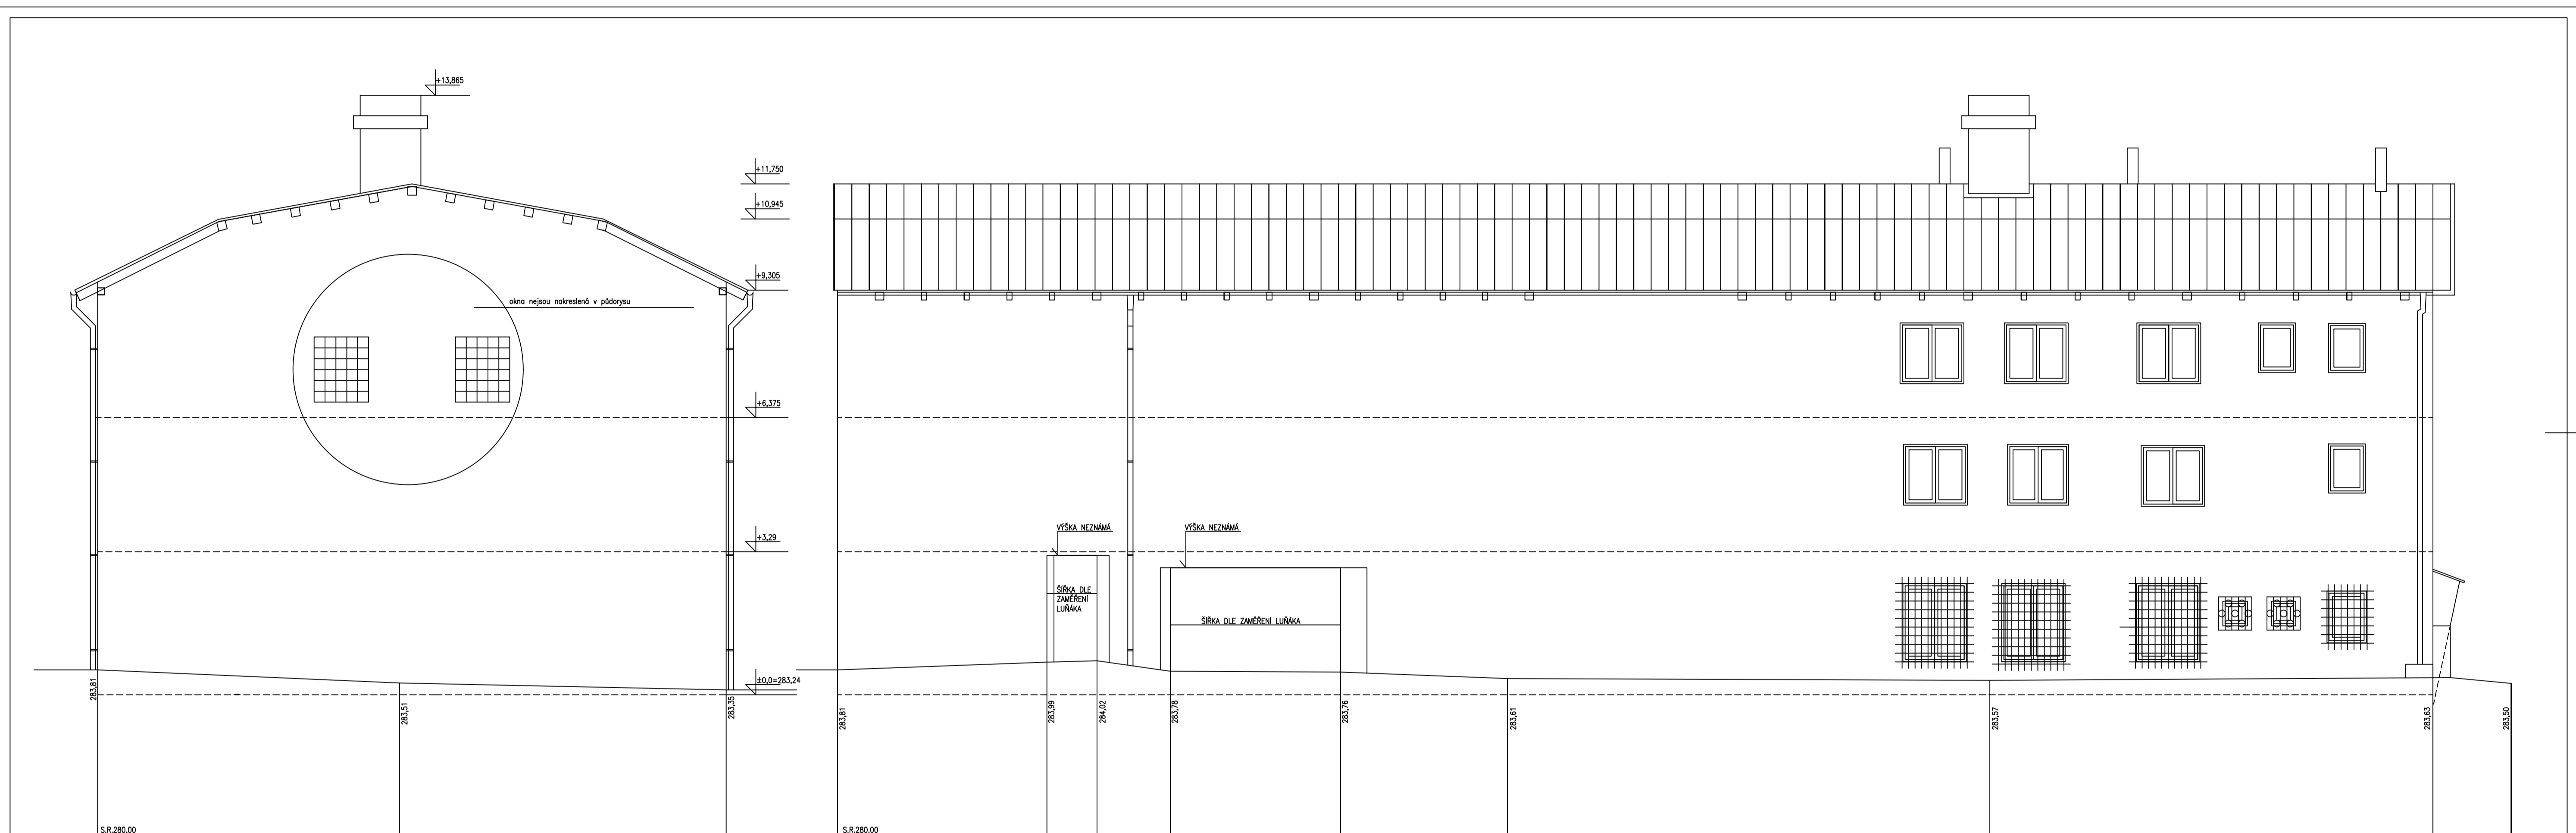 +13,865
+11,750
+10,945
+9,305
okna nejsou nakreslená v půdorysu
+6,375
+3,29
VÝŠKA NEZNÁMÁ
VÝŠKA NEZNÁMÁ
ŠÍŘKA DLE
ZAMĚŘENÍ
LUŇÁKA
ŠÍŘKA DLE ZAMĚŘENÍ LUŇÁKA
±0,0=283,24
283,81
283,51
283,35
283,81
283,99
284,02
283,78
283,76
283,61
283,57
283,63
283,50
S.R.280,00
S.R.280,00